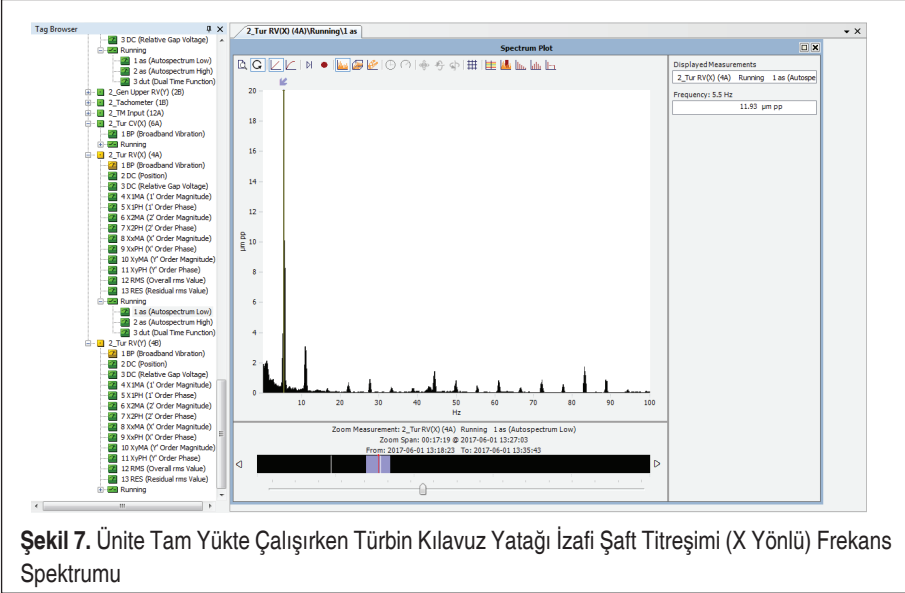 Tag Browser
3 DC (Relative Gap Voltage)
Running
1 as (Autospectrum Low)
2 as (Autospectrum High)
3 dut (Dual Time Function)
2_Gen Upper RV(Y) (2B)
2_Tachometer (1B)
2_TM Input (12A)
2_Tur CV(X) (6A)
1 BP (Broadband Vibration)
Running
2_Tur RV(X) (4A)
1 BP (Broadband Vibration)
2 DC (Position)
3 DC (Relative Gap Voltage)
4 X1MA (1' Order Magnitude)
5 X1PH (1' Order Phase)
6 X2MA (2' Order Magnitude)
7 X2PH (2' Order Phase)
8 XxMA (X' Order Magnitude)
9 XxPH (X' Order Phase)
10 XyMA (Y' Order Magnitude)
11 XyPH (Y' Order Phase)
12 RMS (Overall rms Value)
13 RES (Residual rms Value)
Running
1 as (Autospectrum Low)
2 as (Autospectrum High)
3 dut (Dual Time Function)
2_Tur RV(Y) (4B)
1 BP (Broadband Vibration)
2 DC (Position)
3 DC (Relative Gap Voltage)
4 X1MA (1' Order Magnitude)
5 X1PH (1' Order Phase)
6 X2MA (2' Order Magnitude)
7 X2PH (2' Order Phase)
8 XxMA (X' Order Magnitude)
9 XxPH (X' Order Phase)
10 XyMA (Y' Order Magnitude)
11 XyPH (Y' Order Phase)
12 RMS (Overall rms Value)
13 RES (Residual rms Value)
Running
2_Tur RV(X) (4A)\Running\1 as
Spectrum Plot
20
18
16
14
12
10
8
6
4
2
0
µm pp
10 20 30 40 50 60 70 80 90 100
Hz
Zoom Measurement: 2_Tur RV(X) (4A) Running 1 as (Autospectrum Low)
Zoom Span: 00:17:19 @ 2017-06-01 13:27:03
From: 2017-06-01 13:18:23 To: 2017-06-01 13:35:43
Displayed Measurements
2_Tur RV(X) (4A) Running 1 as (Autospe
Frequency: 5.5 Hz
11.93 µm pp
Şekil 7. Ünite Tam Yükte Çalışırken Türbin Kılavuz Yatağı İzafi Şaft Titreşimi (X Yönlü) Frekans
Spektrumu